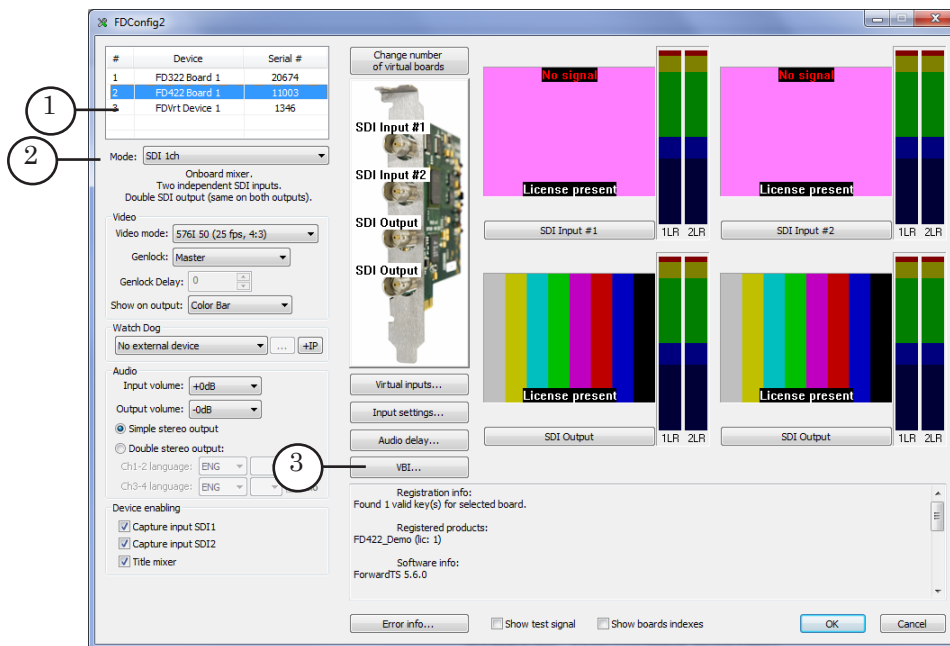 FDConfig2
# Device Serial #
1 FD322 Board 1 20674
2 FD422 Board 1 11003
3 FDVrt Device 1 1346
1
2
Mode: SDI 1ch
Onboard mixer.
Two independent SDI inputs.
Double SDI output (same on both outputs).
Video
Video mode: 576I 50 (25 fps, 4:3)
Genlock: Master
Genlock Delay: 0
Show on output: Color Bar
Watch Dog
No external device ... +IP
Audio
Input volume: +0dB
Output volume: -0dB
Simple stereo output
Double stereo output:
Ch1-2 language: ENG
Ch3-4 language: ENG
Device enabling
Capture input SDI1
Capture input SDI2
Title mixer
Change number
of virtual boards
SDI Input #1
SDI Input #2
SDI Output
SDI Output
Virtual inputs...
Input settings...
Audio delay...
3
VBI...
No signal
License present
SDI Input #1 1LR 2LR
No signal
License present
SDI Input #2 1LR 2LR
License present
SDI Output 1LR 2LR
License present
SDI Output 1LR 2LR
Registration info:
Found 1 valid key(s) for selected board.
Registered products:
FD422_Demo (lic: 1)
Software info:
ForwardTS 5.6.0
Error info... Show test signal Show boards indexes OK Cancel